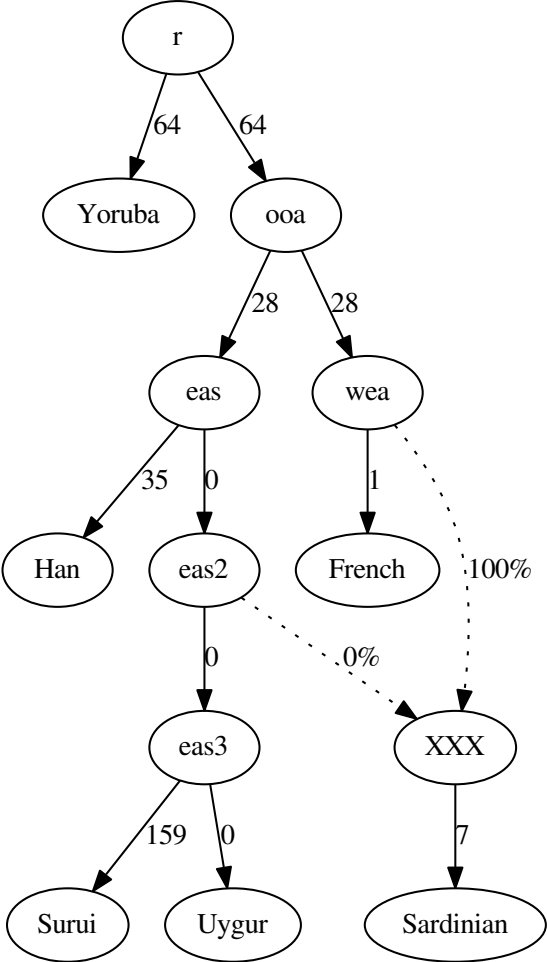 r
64 64
Yoruba ooa
28 28
eas wea
35 0 1
Han eas2 French 100%
0 0%
eas3 XXX
159 0 7
Surui Uygur Sardinian